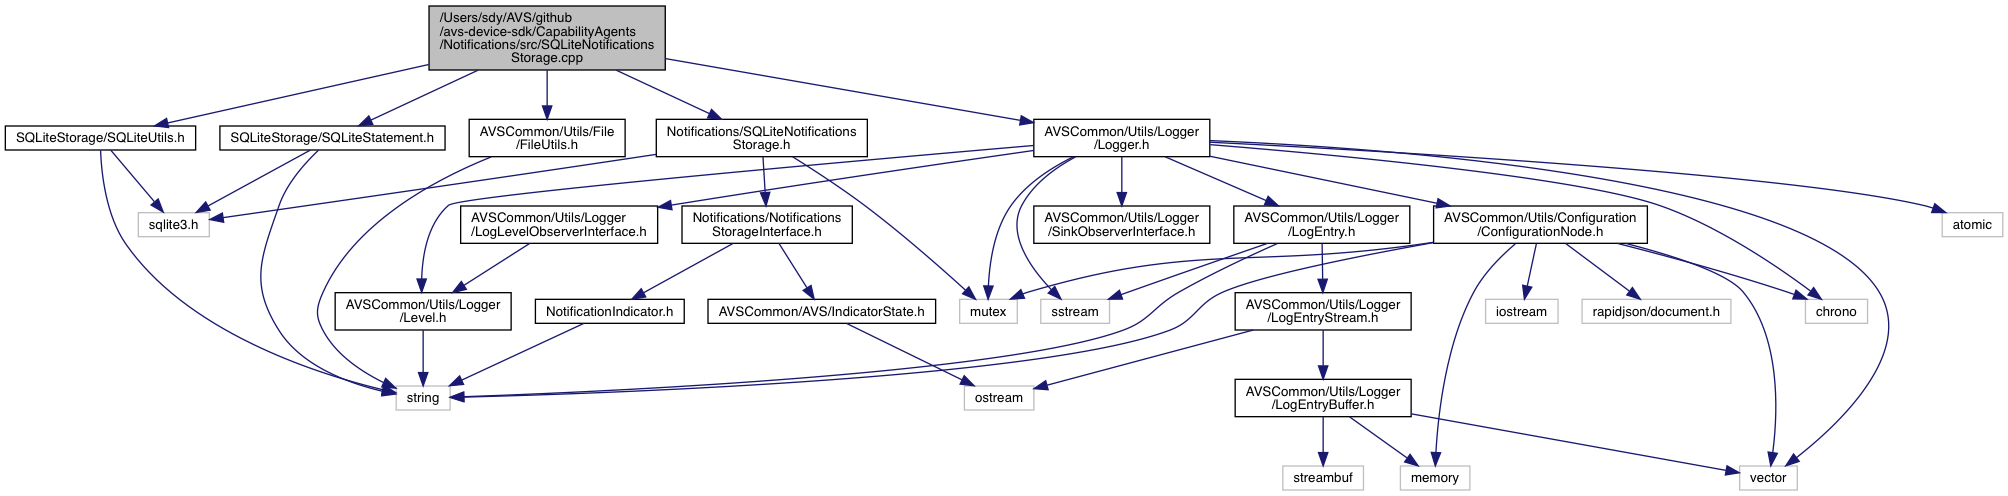 /Users/sdy/AVS/github
/avs-device-sdk/CapabilityAgents
/Notifications/src/SQLiteNotifications
Storage.cpp
SQLiteStorage/SQLiteUtils.h
SQLiteStorage/SQLiteStatement.h
AVSCommon/Utils/File
/FileUtils.h
Notifications/SQLiteNotifications
Storage.h
AVSCommon/Utils/Logger
/Logger.h
sqlite3.h
AVSCommon/Utils/Logger
/LogLevelObserverInterface.h
Notifications/Notifications
StorageInterface.h
AVSCommon/Utils/Logger
/SinkObserverInterface.h
AVSCommon/Utils/Logger
/LogEntry.h
AVSCommon/Utils/Configuration
/ConfigurationNode.h
atomic
AVSCommon/Utils/Logger
/Level.h
NotificationIndicator.h
AVSCommon/AVS/IndicatorState.h
mutex
sstream
AVSCommon/Utils/Logger
/LogEntryStream.h
iostream
rapidjson/document.h
chrono
string
ostream
AVSCommon/Utils/Logger
/LogEntryBuffer.h
streambuf
memory
vector